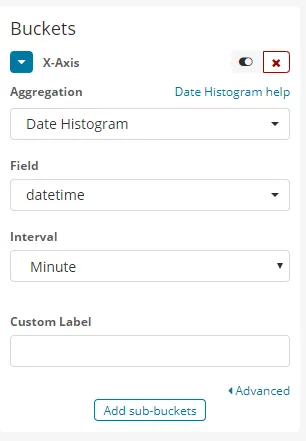 Buckets
X-Axis
Aggregation Date Histogram help
Date Histogram
Field
datetime
Interval
Minute
Custom Label
Advanced
Add sub-buckets